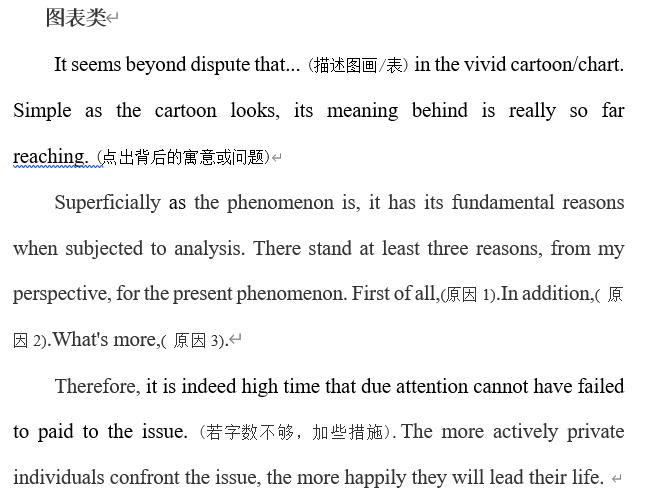 图表类
It seems beyond dispute that... (描述图画/表) in the vivid cartoon/chart.
Simple as the cartoon looks, its meaning behind is really so far
reaching. (点出背后的寓意或问题)
Superficially as the phenomenon is, it has its fundamental reasons
when subjected to analysis. There stand at least three reasons, from my
perspective, for the present phenomenon. First of all,(原因 1).In addition,( 原
因 2).What's more,( 原因 3).
Therefore, it is indeed high time that due attention cannot have failed
to paid to the issue. (若字数不够，加些措施). The more actively private
individuals confront the issue, the more happily they will lead their life.